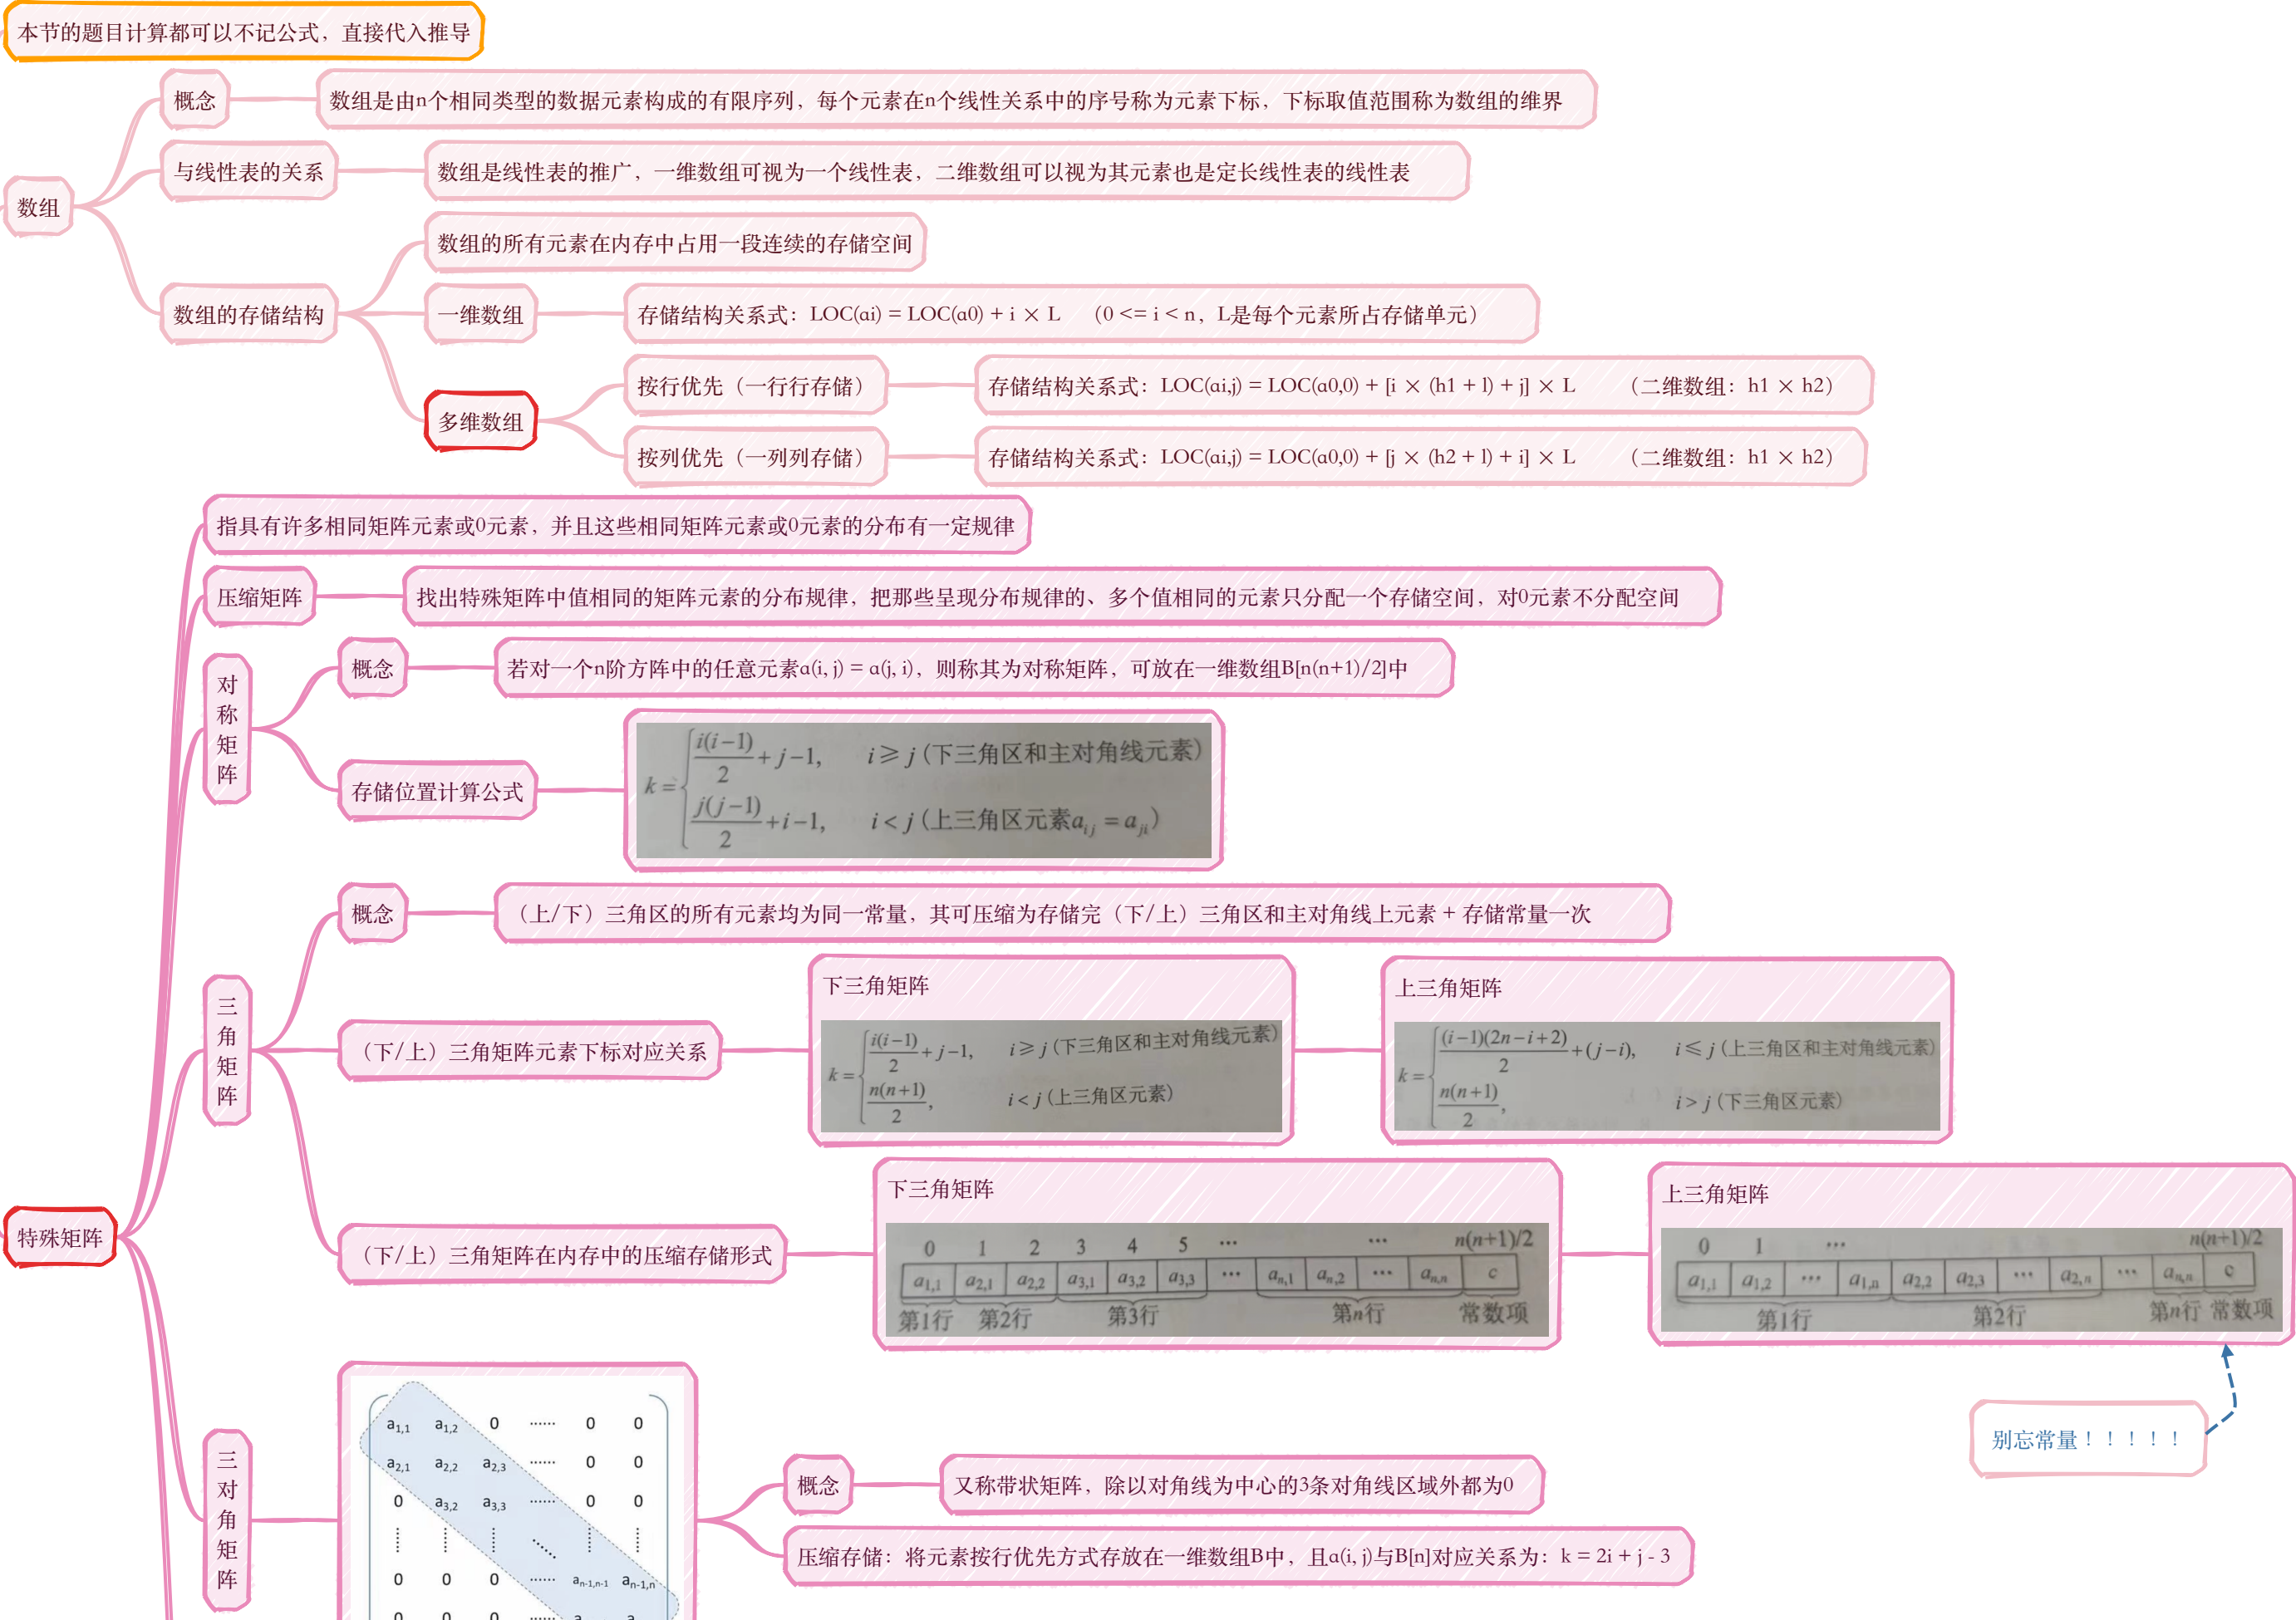 本节的题目计算都可以不记公式，直接代入推导
数组
概念
数组是由n个相同类型的数据元素构成的有限序列，每个元素在n个线性关系中的序号称为元素下标，下标取值范围称为数组的维界
与线性表的关系
数组是线性表的推广，一维数组可视为一个线性表，二维数组可以视为其元素也是定长线性表的线性表
数组的存储结构
数组的所有元素在内存中占用一段连续的存储空间
一维数组
存储结构关系式：LOC(ai) = LOC(a0) + i × L （0 <= i < n，L是每个元素所占存储单元）
多维数组
按行优先（一行行存储）
存储结构关系式：LOC(ai,j) = LOC(a0,0) + [i × (h1 + l) + j] × L （二维数组：h1 × h2）
按列优先（一列列存储）
存储结构关系式：LOC(ai,j) = LOC(a0,0) + [j × (h2 + l) + i] × L （二维数组：h1 × h2）
特殊矩阵
指具有许多相同矩阵元素或0元素，并且这些相同矩阵元素或0元素的分布有一定规律
压缩矩阵
找出特殊矩阵中值相同的矩阵元素的分布规律，把那些呈现分布规律的、多个值相同的元素只分配一个存储空间，对0元素不分配空间
对称矩阵
概念
若对一个n阶方阵中的任意元素a(i, j) = a(j, i)，则称其为对称矩阵，可放在一维数组B[n(n+1)/2]中
存储位置计算公式
k = { i(i−1)/2 + j−1, i ≥ j (下三角区和主对角线元素)
j(j−1)/2 + i−1, i < j (上三角区元素aij = aji)
三角矩阵
概念
（上/下）三角区的所有元素均为同一常量，其可压缩为存储完（下/上）三角区和主对角线上元素 + 存储常量一次
（下/上）三角矩阵元素下标对应关系
下三角矩阵
k = { i(i−1)/2 + j−1, i ≥ j (下三角区和主对角线元素)
n(n+1)/2, i < j (上三角区元素)
上三角矩阵
k = { (i−1)(2n−i+2)/2 + (j−i), i ≤ j (上三角区和主对角线元素)
n(n+1)/2, i > j (下三角区元素)
（下/上）三角矩阵在内存中的压缩存储形式
下三角矩阵
0 1 2 3 4 5 … … n(n+1)/2
a1,1 a2,1 a2,2 a3,1 a3,2 a3,3 … an,1 an,2 … an,n c
第1行 第2行 第3行 第n行 常数项
上三角矩阵
0 1 … n(n+1)/2
a1,1 a1,2 … a1,n a2,2 a2,3 … a2,n … an,n c
第1行 第2行 第n行 常数项
别忘常量！！！！！
三对角矩阵
a1,1 a1,2 0 ······ 0 0
a2,1 a2,2 a2,3 ······ 0 0
0 a3,2 a3,3 ······ 0 0
0 0 0 ······ an-1,n-1 an-1,n
0 0 0 ······ a a
概念
又称带状矩阵，除以对角线为中心的3条对角线区域外都为0
压缩存储：将元素按行优先方式存放在一维数组B中，且a(i, j)与B[n]对应关系为：k = 2i + j - 3